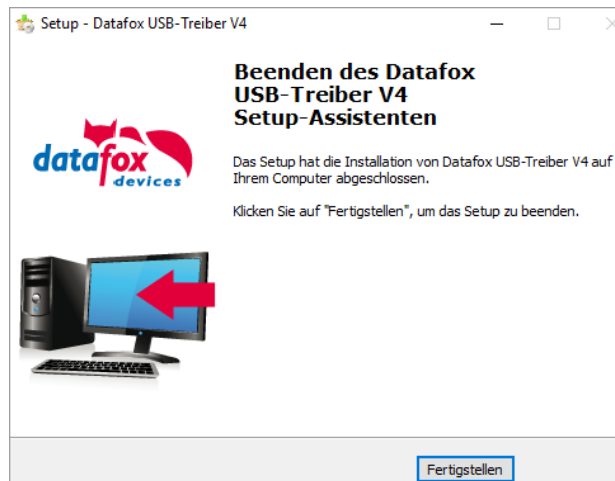 Setup - Datafox USB-Treiber V4
Beenden des Datafox
USB-Treiber V4
Setup-Assistenten
datafox
devices
Das Setup hat die Installation von Datafox USB-Treiber V4 auf
Ihrem Computer abgeschlossen.
Klicken Sie auf "Fertigstellen", um das Setup zu beenden.
Fertigstellen